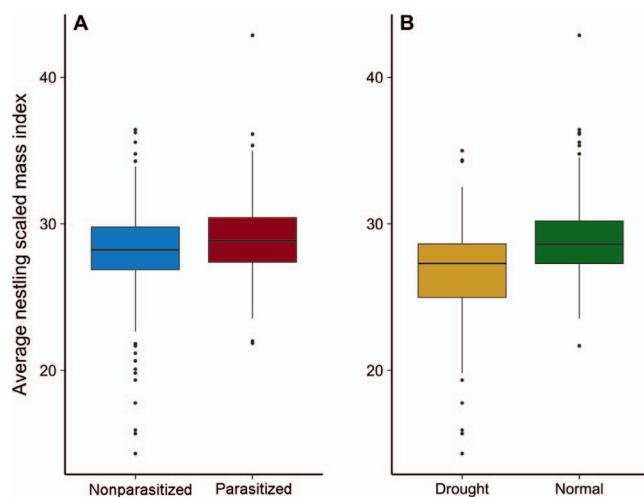 A
B
Average nestling scaled mass index
40
30
20
40
30
20
Nonparasitized Parasitized
Drought Normal